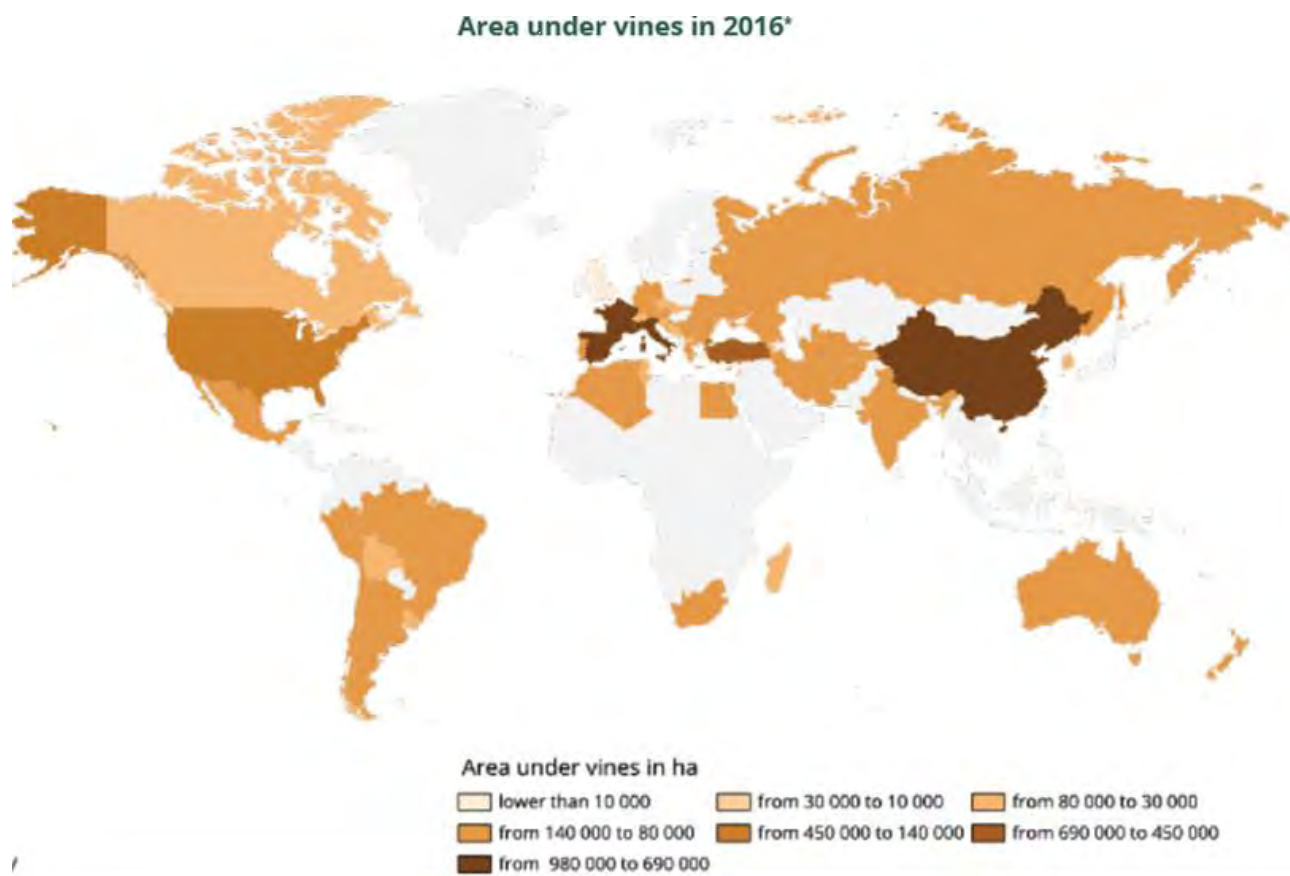 Area under vines in 2016*
Area under vines in ha
lower than 10 000
from 30 000 to 10 000
from 80 000 to 30 000
from 140 000 to 80 000
from 450 000 to 140 000
from 690 000 to 450 000
from 980 000 to 690 000
/